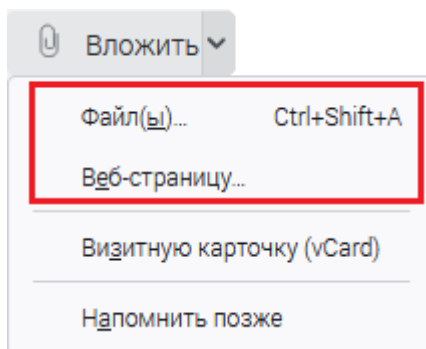 Вложить
Файл(ы)... Ctrl+Shift+A
Веб-страницу...
Визитную карточку (vCard)
Напомнить позже